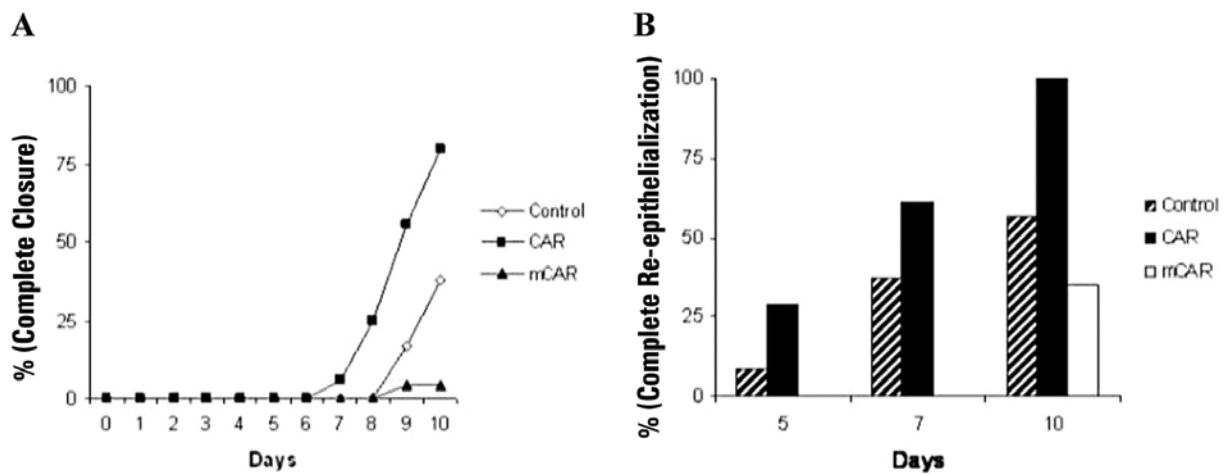 A
% (Complete Closure)
100
75
50
25
0
0 1 2 3 4 5 6 7 8 9 10
Days
Control
CAR
mCAR
B
% (Complete Re-epithelialization)
100
75
50
25
0
5 7 10
Days
Control
CAR
mCAR